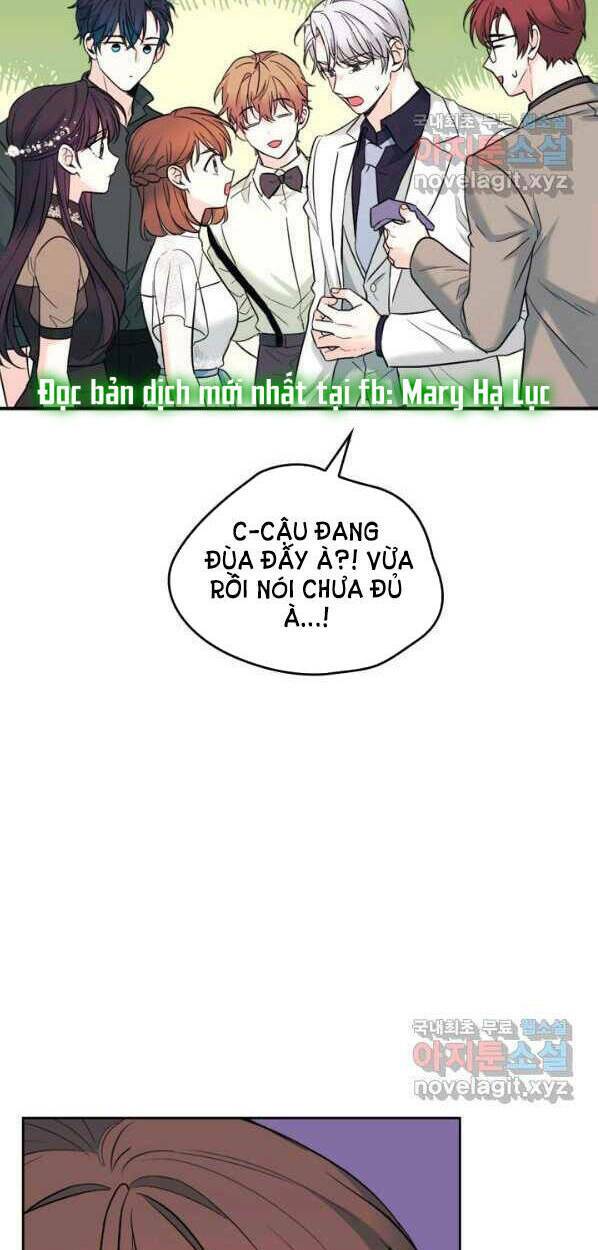 국내최초 무료 웹소설
아지툰소설
novelagit.xyz
Đọc bản dịch mới nhất tại fb: Mary Hạ Lục
C-CẬU ĐANG
ĐÙA ĐẤY À?! VỪA
RỒI NÓI CHƯA ĐỦ
À...!
국내최초 무료 웹소설
아지툰소설
novelagit.xyz